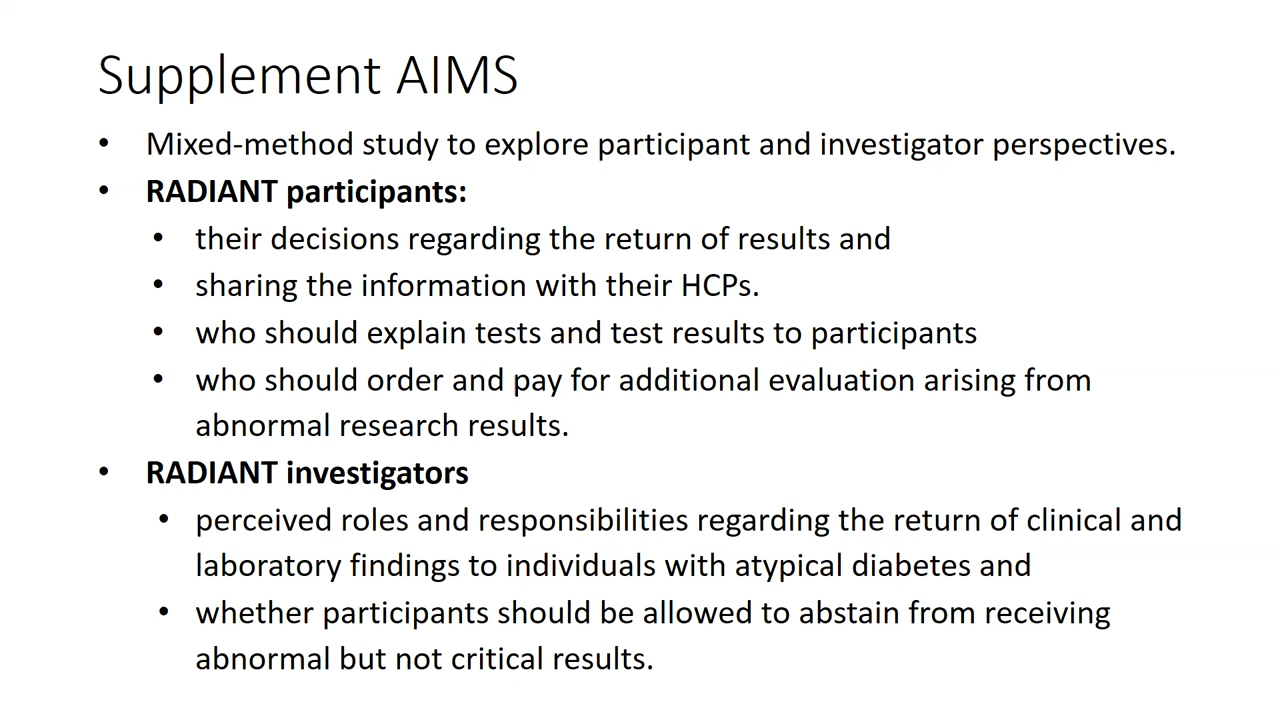 Supplement AIMS
• Mixed-method study to explore participant and investigator perspectives.
• RADIANT participants:
• their decisions regarding the return of results and
• sharing the information with their HCPs.
• who should explain tests and test results to participants
• who should order and pay for additional evaluation arising from
abnormal research results.
• RADIANT investigators
• perceived roles and responsibilities regarding the return of clinical and
laboratory findings to individuals with atypical diabetes and
• whether participants should be allowed to abstain from receiving
abnormal but not critical results.